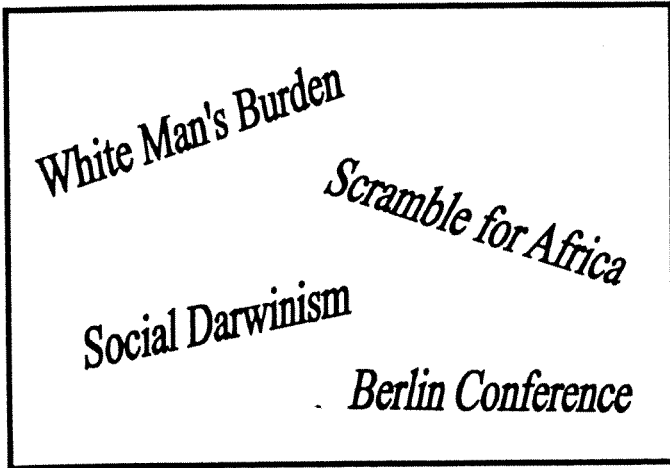 White Man's Burden
Scramble for Africa
Social Darwinism
Berlin Conference